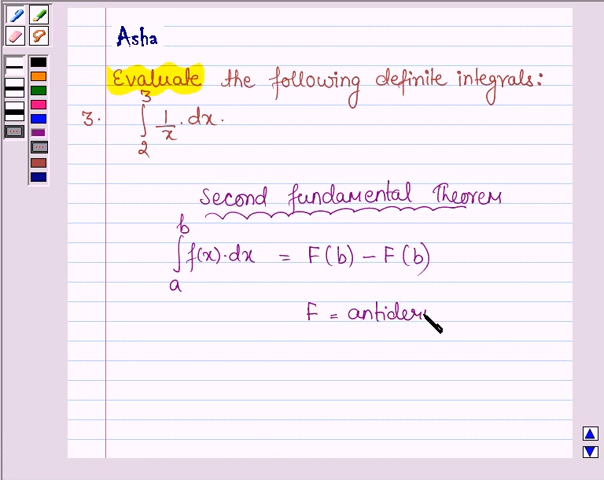 Asha
Evaluate the following definite integrals:
3. ∫₂³ 1/x . dx.
Second fundamental Theorem
∫ₐᵇ f(x).dx = F(b) - F(b)
F = antider